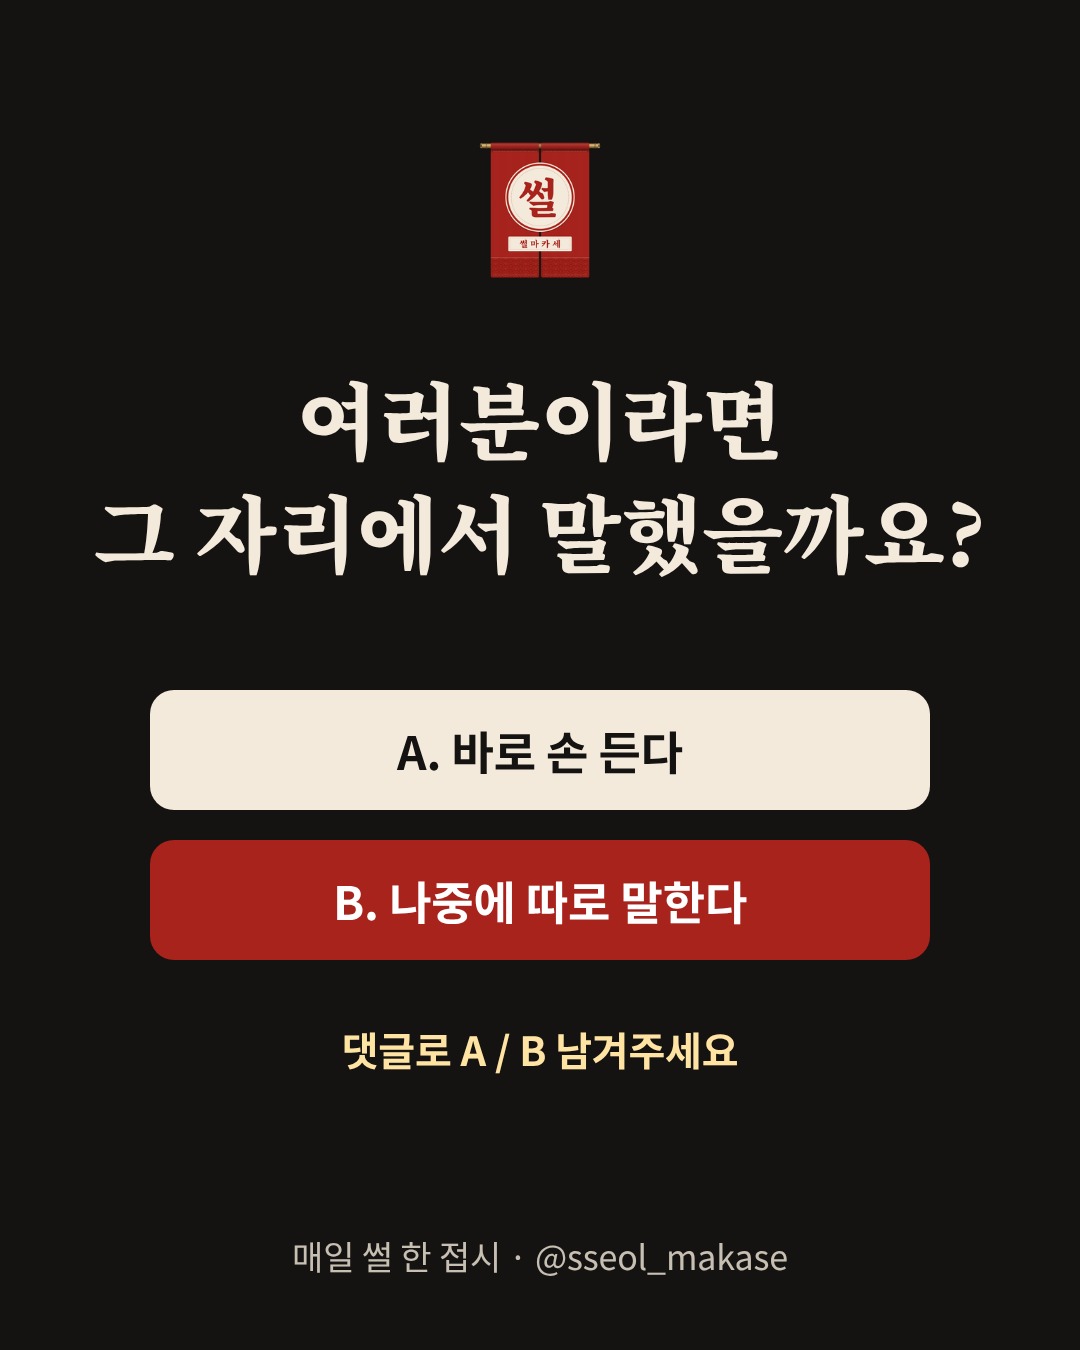 썰
썰마카세
여러분이라면
그 자리에서 말했을까요?
A. 바로 손 든다
B. 나중에 따로 말한다
댓글로 A / B 남겨주세요
매일 썰 한 접시 · @sseol_makase